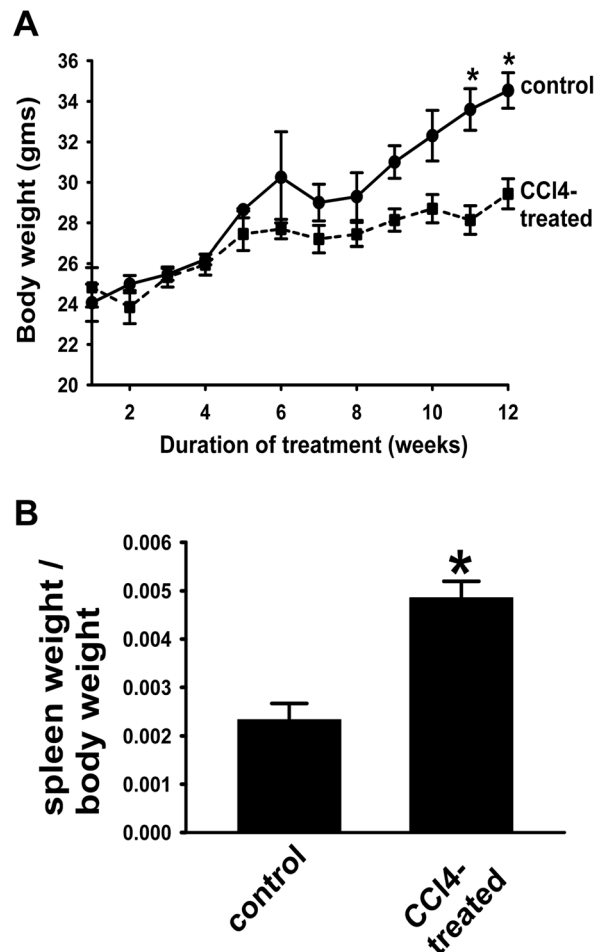 A
Body weight (gms)
36
34
32
30
28
26
24
22
20
* *
control
CCl4-
treated
2 4 6 8 10 12
Duration of treatment (weeks)
B
spleen weight /
body weight
0.006
0.005
0.004
0.003
0.002
0.001
0.000
*
control
CCl4-
treated